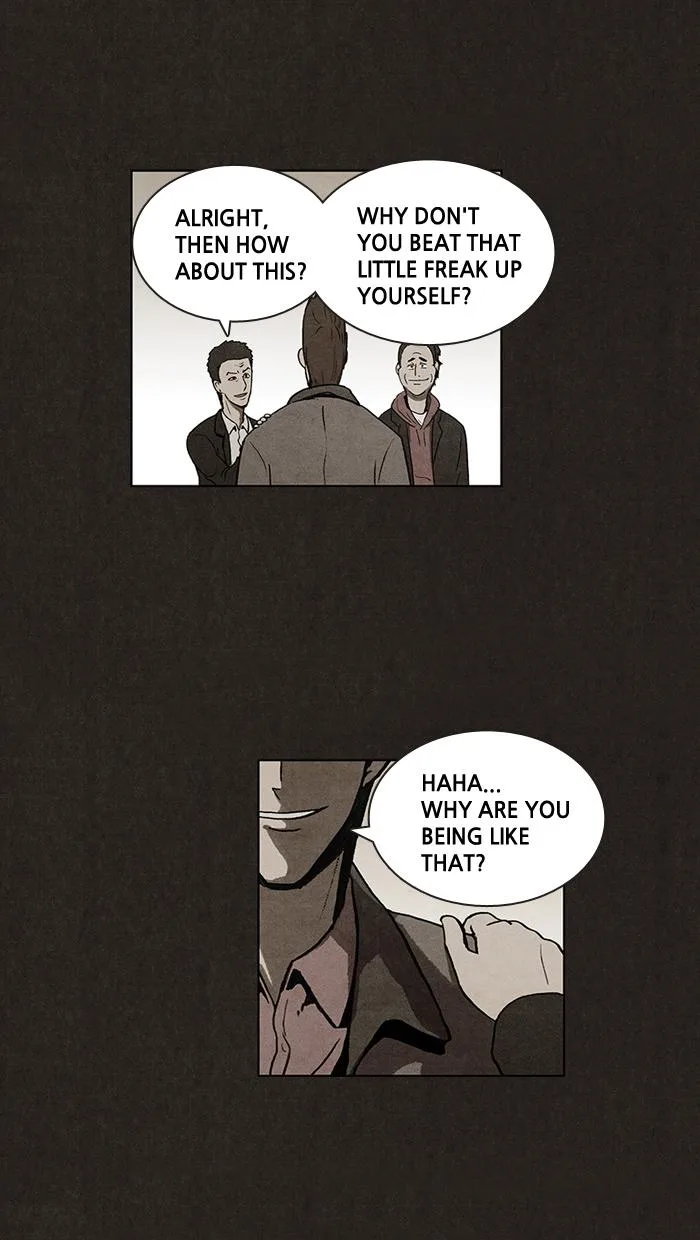 ALRIGHT,
THEN HOW
ABOUT THIS?
WHY DON'T
YOU BEAT THAT
LITTLE FREAK UP
YOURSELF?
HAHA...
WHY ARE YOU
BEING LIKE
THAT?